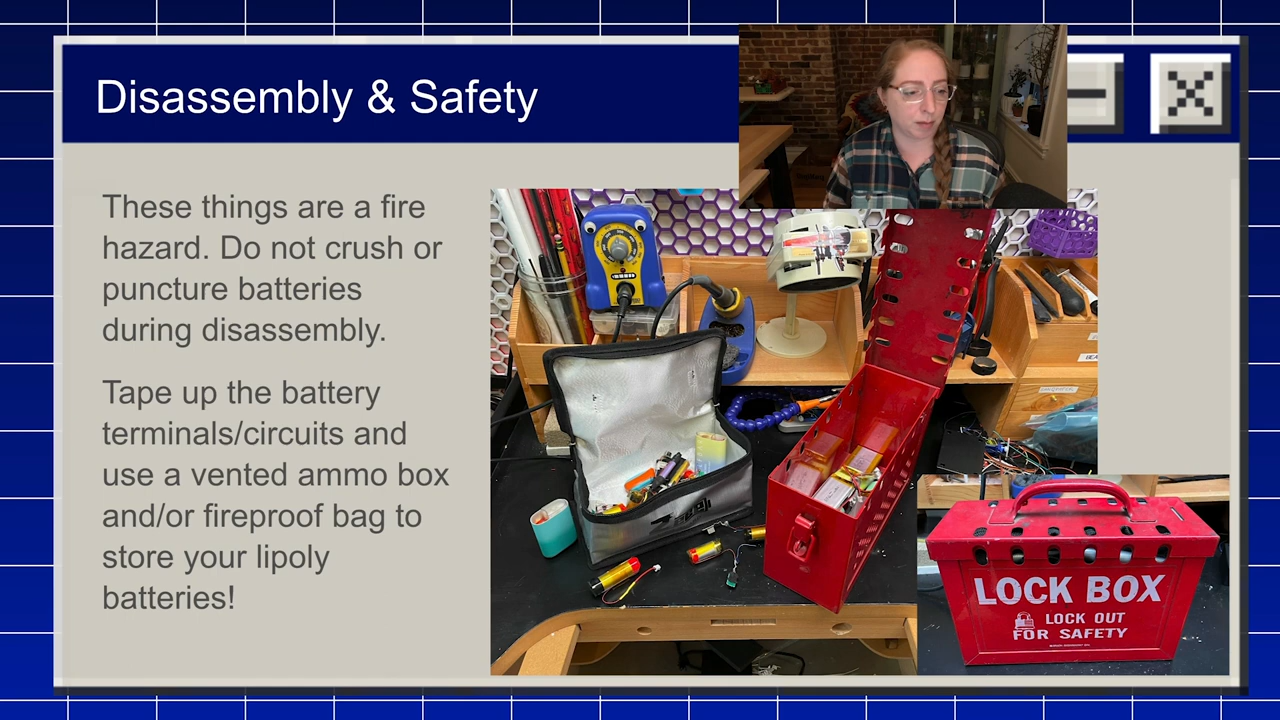 Disassembly & Safety
These things are a fire
hazard. Do not crush or
puncture batteries
during disassembly.
Tape up the battery
terminals/circuits and
use a vented ammo box
and/or fireproof bag to
store your lipoly
batteries!
LOCK BOX
LOCK OUT
FOR SAFETY